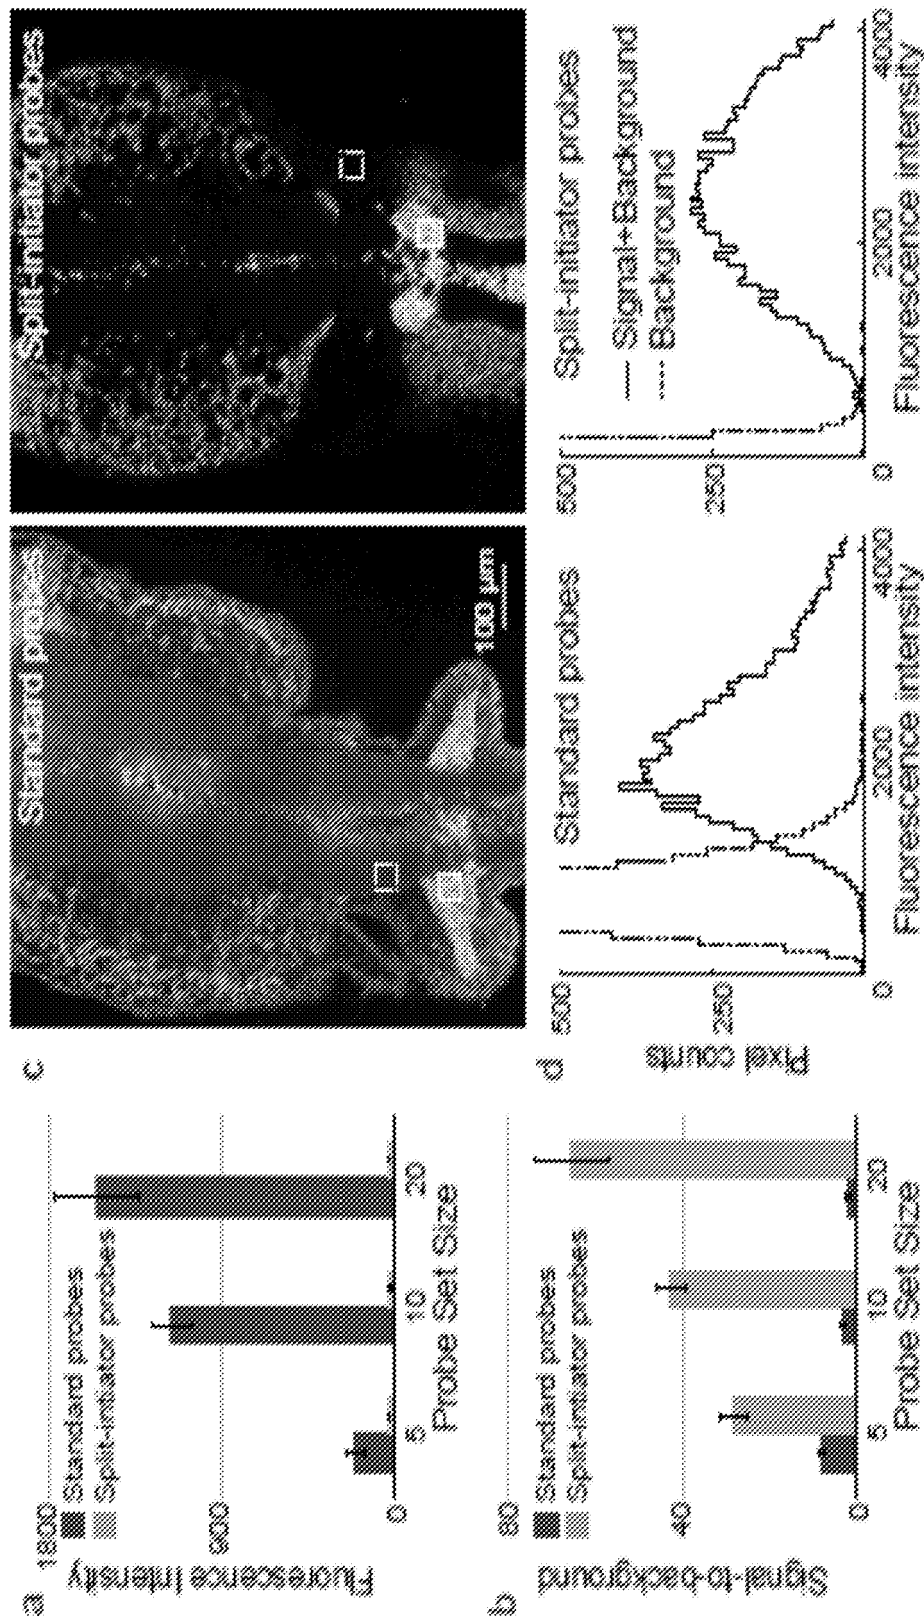 a
Fluorescence Intensity
1800
900
0
Standard probes
Split-intiator probes
5
10
20
Probe Set Size
b
Signal-to-background
80
40
0
Standard probes
Split-intiator probes
5
10
20
Probe Set Size
c
Standard probes
100 µm
Split-initiator probes
d
Pixel counts
500
250
0
2000
4000
Standard probes
Fluorescence intensity
500
250
0
2000
4000
Split-initiator probes
Signal+Background
Background
Fluorescence intensity